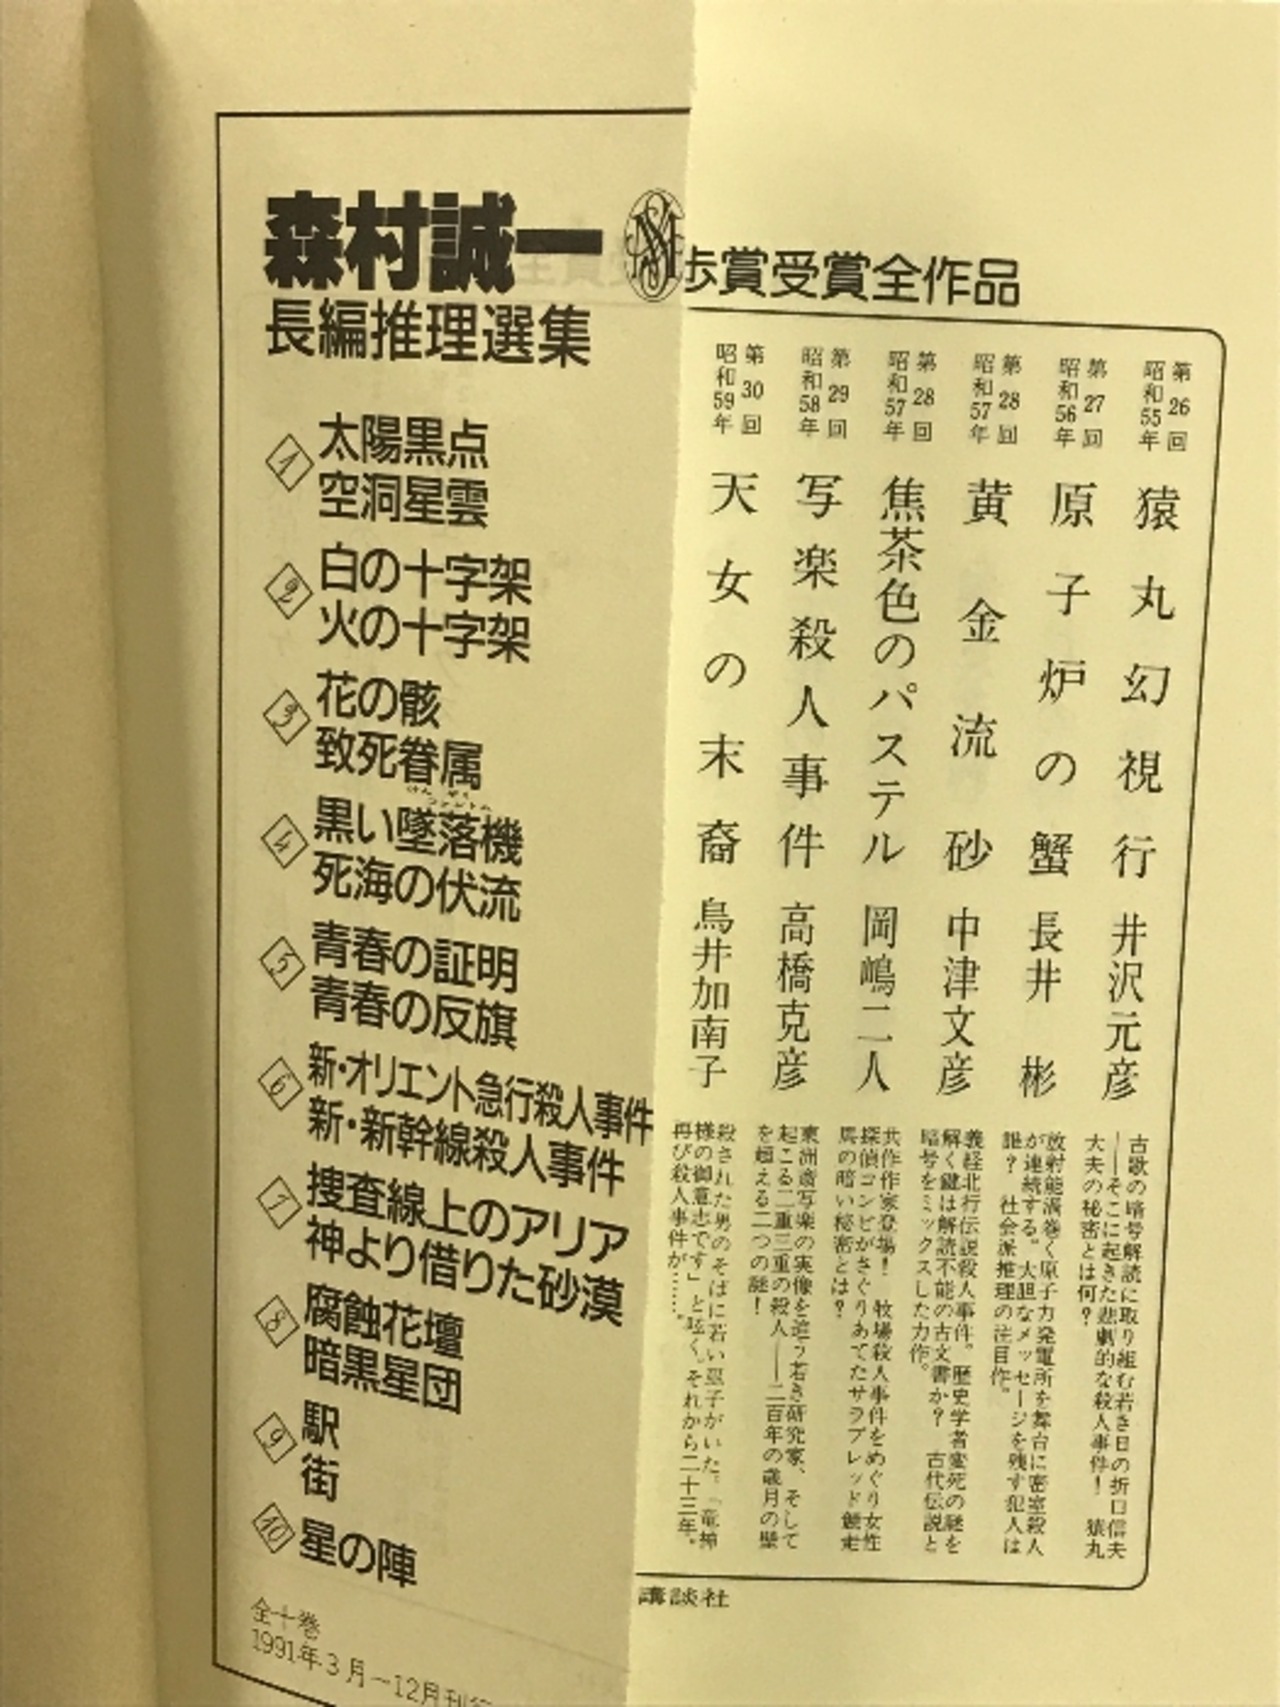 森村誠一
長編推理選集
1
太陽黒点
空洞星雲
2
白の十字架
火の十字架
3
花の骸
致死眷属
4
黒い墜落機
死海の伏流
5
青春の証明
青春の反旗
6
新・オリエント急行殺人事件
新・新幹線殺人事件
7
捜査線上のアリア
神より借りた砂漠
8
腐蝕花壇
暗黒星団
9
駅
街
10
星の陣
全十巻
1991年3月―12月刊行
歩賞受賞全作品
第26回
昭和55年
猿丸幻視行 井沢元彦
古歌の暗号解読に取り組む若き日の折口信夫
――そこに起きた悲劇的な殺人事件! 猿丸
大夫の秘密とは何?
第27回
昭和56年
原子炉の蟹 長井 彬
放射能渦巻く原子力発電所を舞台に密室殺人
が連続する。大胆なメッセージを残す犯人は
誰? 社会派推理の注目作。
第28回
昭和57年
黄金流砂 中津文彦
義経北行伝説殺人事件。歴史学者変死の謎を
解く鍵は解読不能の古文書か? 古代伝説と
暗号をミックスした力作。
第28回
昭和57年
焦茶色のパステル 岡嶋二人
共作作家登場! 牧場殺人事件をめぐり女性
探偵コンビがさぐりあてたサラブレッド競走
馬の暗い秘密とは?
第29回
昭和58年
写楽殺人事件 高橋克彦
東洲斎写楽の実像を追う若き研究家、そして
起こる二重三重の殺人――二百年の歳月の壁
を超える二つの謎!
第30回
昭和59年
天女の末裔 鳥井加南子
殺された男のそばに若い巫子がいた。「竜神
様の御意志です」と呟く。それから二十三年。
再び殺人事件が……。
講談社